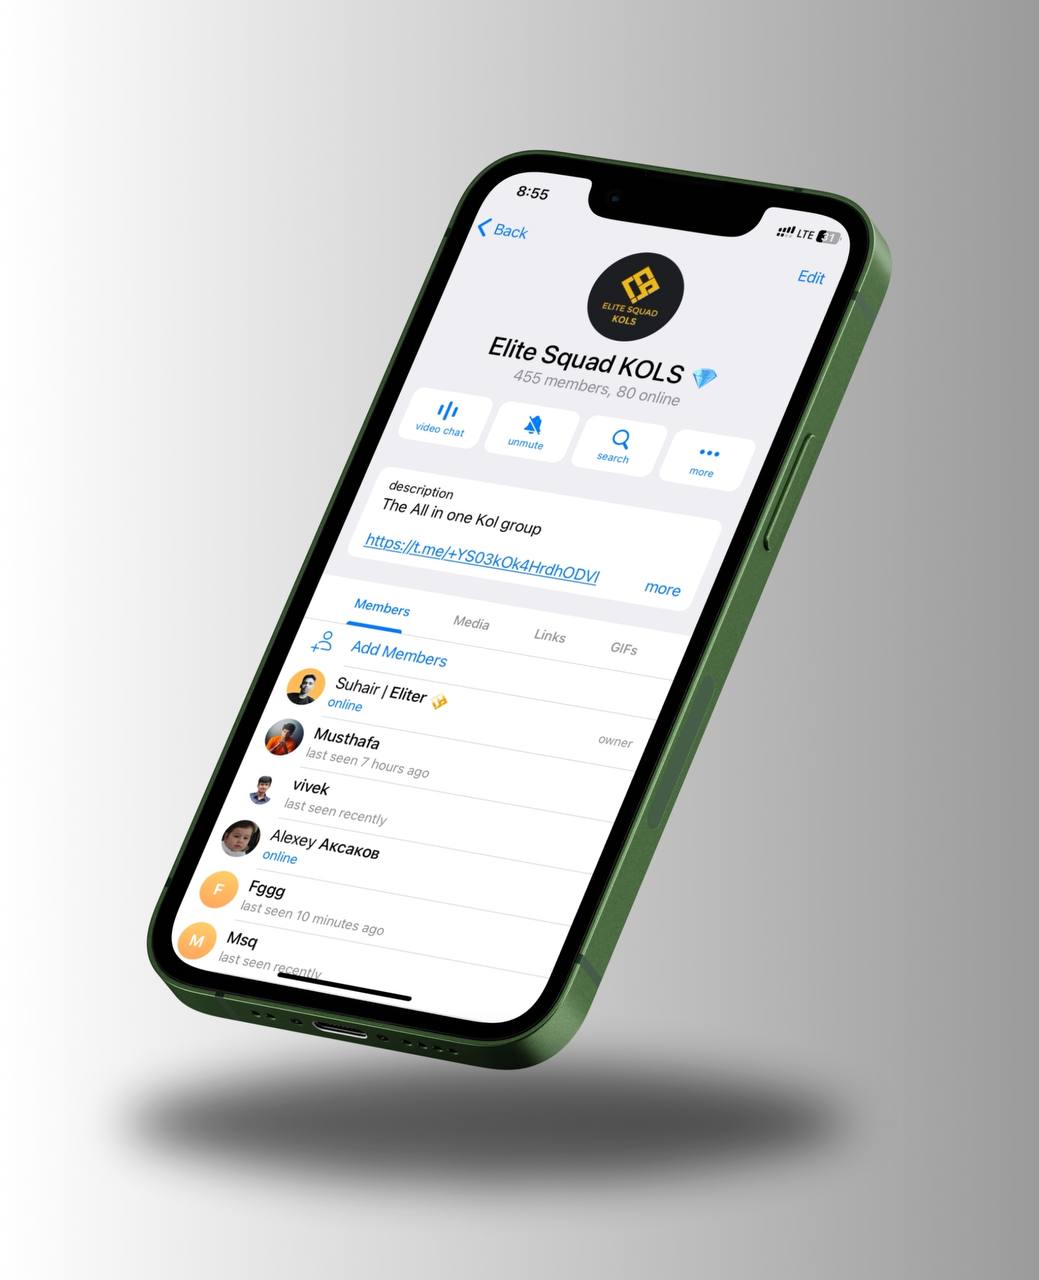 8:55
LTE 31
Back
Edit
ELITE SQUAD
KOLS
Elite Squad KOLS 💎
455 members, 80 online
video chat
unmute
search
more
description
The All in one Kol group
https://t.me/+YS03kOk4HrdhODVl
more
Members
Media
Links
GIFs
Add Members
Suhair | Eliter
online
owner
Musthafa
last seen 7 hours ago
vivek
last seen recently
Alexey Аксаков
online
F
Fggg
last seen 10 minutes ago
M
Msq
last seen recently